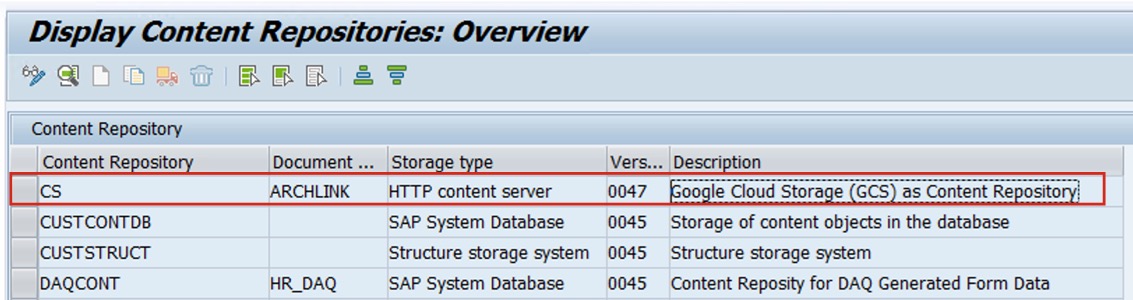 Display Content Repositories: Overview
Content Repository
Content Repository Document ... Storage type Vers... Description
CS ARCHLINK HTTP content server 0047 Google Cloud Storage (GCS) as Content Repository
CUSTCONTDB SAP System Database 0045 Storage of content objects in the database
CUSTSTRUCT Structure storage system 0045 Structure storage system
DAQCONT HR_DAQ SAP System Database 0045 Content Reposity for DAQ Generated Form Data